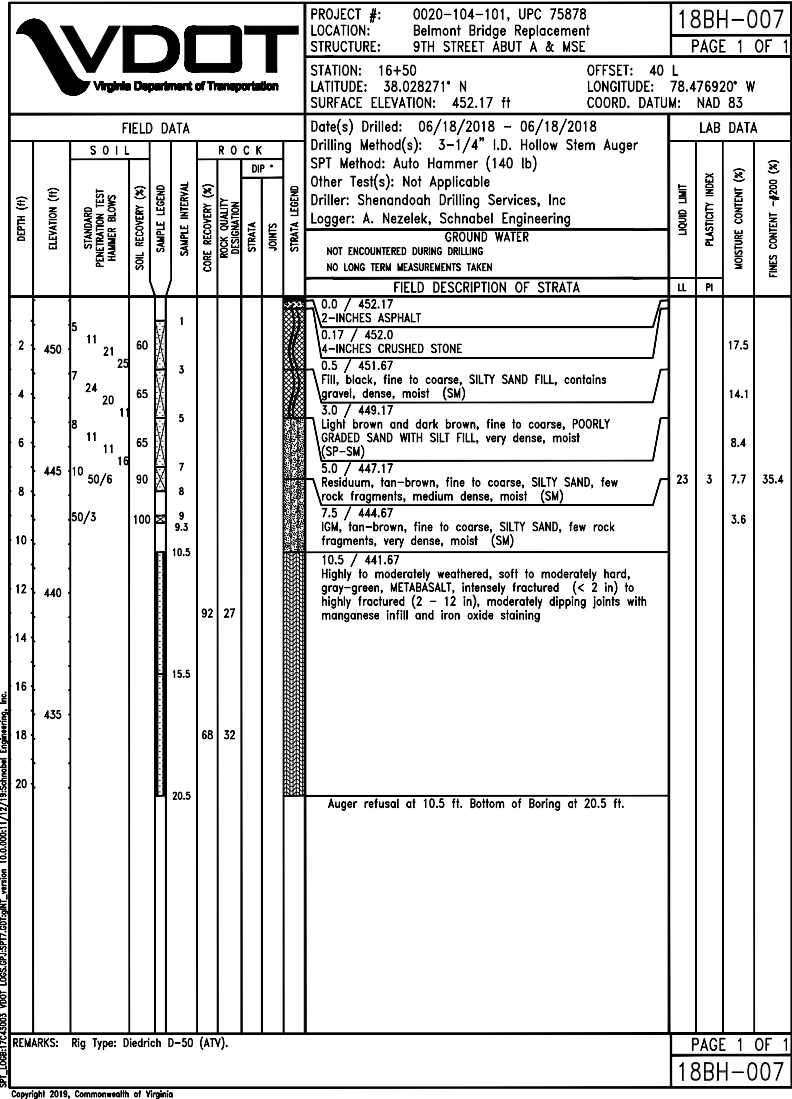 VDOT
Virginia Department of Transportation
PROJECT #: 0020-104-101, UPC 75878
LOCATION: Belmont Bridge Replacement
STRUCTURE: 9TH STREET ABUT A & MSE
18BH-007
PAGE 1 OF 1
STATION: 16+50 OFFSET: 40 L
LATITUDE: 38.028271° N LONGITUDE: 78.476920° W
SURFACE ELEVATION: 452.17 ft COORD. DATUM: NAD 83
FIELD DATA
SOIL
ROCK
DIP °
DEPTH (ft)
ELEVATION (ft)
STANDARD
PENETRATION TEST
HAMMER BLOWS
SOIL RECOVERY (%)
SAMPLE LEGEND
SAMPLE INTERVAL
CORE RECOVERY (%)
ROCK QUALITY
DESIGNATION
STRATA
JOINTS
STRATA LEGEND
Date(s) Drilled: 06/18/2018 - 06/18/2018
Drilling Method(s): 3-1/4" I.D. Hollow Stem Auger
SPT Method: Auto Hammer (140 lb)
Other Test(s): Not Applicable
Driller: Shenandoah Drilling Services, Inc
Logger: A. Nezelek, Schnabel Engineering
GROUND WATER
NOT ENCOUNTERED DURING DRILLING
NO LONG TERM MEASUREMENTS TAKEN
FIELD DESCRIPTION OF STRATA
LAB DATA
LIQUID LIMIT
PLASTICITY INDEX
MOISTURE CONTENT (%)
FINES CONTENT -#200 (%)
LL PI
2
4
6
8
10
12
14
16
18
20
450
445
440
435
5
11
21
25
7
24
20
11
8
11
11
16
10
50/6
50/3
60
65
65
90
100
1
3
5
7
8
9
9.3
10.5
15.5
20.5
92 27
68 32
0.0 / 452.17
2-INCHES ASPHALT
0.17 / 452.0
4-INCHES CRUSHED STONE
0.5 / 451.67
Fill, black, fine to coarse, SILTY SAND FILL, contains
gravel, dense, moist (SM)
3.0 / 449.17
Light brown and dark brown, fine to coarse, POORLY
GRADED SAND WITH SILT FILL, very dense, moist
(SP-SM)
5.0 / 447.17
Residuum, tan-brown, fine to coarse, SILTY SAND, few
rock fragments, medium dense, moist (SM)
7.5 / 444.67
IGM, tan-brown, fine to coarse, SILTY SAND, few rock
fragments, very dense, moist (SM)
10.5 / 441.67
Highly to moderately weathered, soft to moderately hard,
gray-green, METABASALT, intensely fractured (< 2 in) to
highly fractured (2 - 12 in), moderately dipping joints with
manganese infill and iron oxide staining
Auger refusal at 10.5 ft. Bottom of Boring at 20.5 ft.
17.5
14.1
8.4
23 3 7.7 35.4
3.6
REMARKS: Rig Type: Diedrich D-50 (ATV).
PAGE 1 OF 1
18BH-007
Copyright 2019, Commonwealth of Virginia
SPT_LOGB:17C43003 VDOT LOGS.GPJ:SPT7.GDT:gINT_version 10.0.000:11/12/19:Schnabel Engineering, Inc.